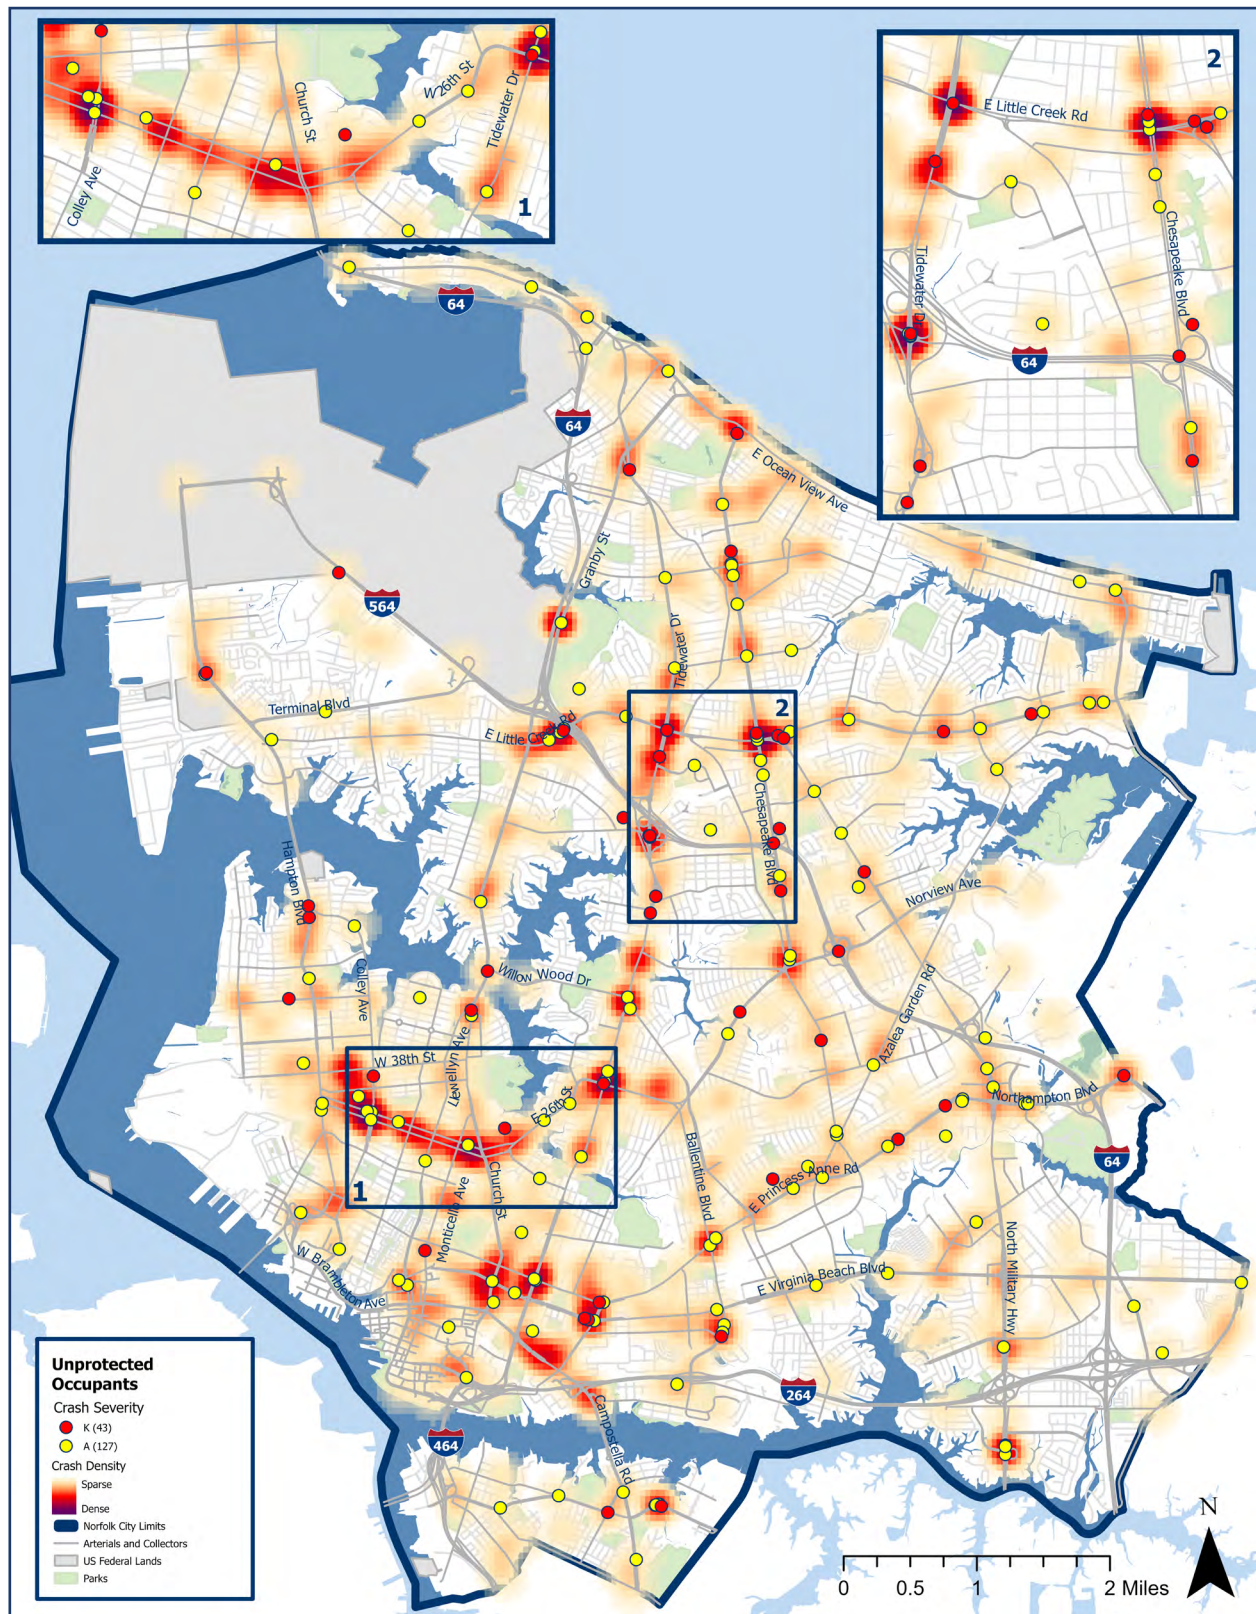 Church St
W 26th St
Tidewater Dr
Colley Ave
1
2
E Little Creek Rd
Tidewater D
Chesapeake Blvd
64
64
64
E Ocean View Ave
Granby St
564
Tidewater Dr
Terminal Blvd
E Little Creek Rd
2
Chesapeake Blvd
Hampton Blvd
Norview Ave
Colley Ave
Willow Wood Dr
Azalea Garden Rd
Llewellyn Ave
W 38th St
E 26th St
Northampton Blvd
Ballentine Blvd
64
E Princess Anne Rd
Church St
1
Monticello Ave
W Brambleton Ave
North Military Hwy
E Virginia Beach Blvd
264
Campostella Rd
464
Unprotected
Occupants
Crash Severity
K (43)
A (127)
Crash Density
Sparse
Dense
Norfolk City Limits
Arterials and Collectors
US Federal Lands
Parks
N
0 0.5 1 2 Miles